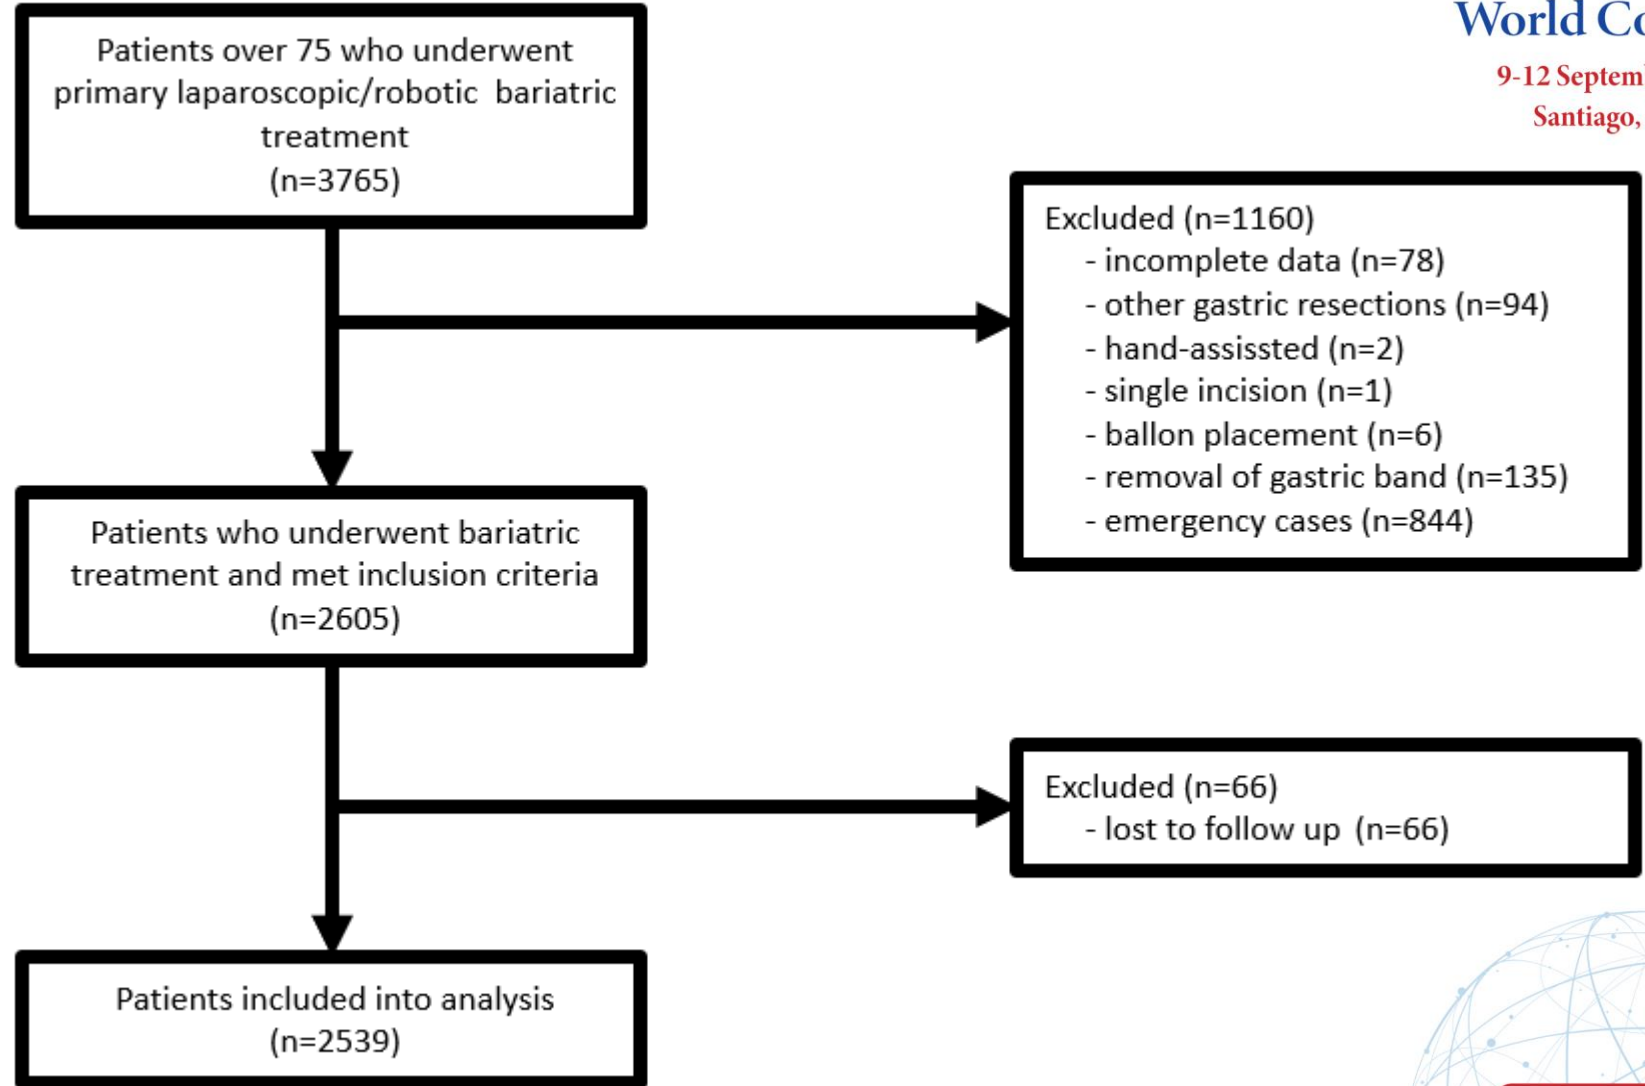 World
9-12
Santiago,
Patients over 75 who underwent
primary laparoscopic/robotic bariatric
treatment
(n=3765)
Excluded (n=1160)
- incomplete data (n=78)
- other gastric resections (n=94)
- hand-assissted (n=2)
- single incision (n=1)
- ballon placement (n=6)
- removal of gastric band (n=135)
- emergency cases (n=844)
Patients who underwent bariatric
treatment and met inclusion criteria
(n=2605)
Excluded (n=66)
- lost to follow up (n=66)
Patients included into analysis
(n=2539)